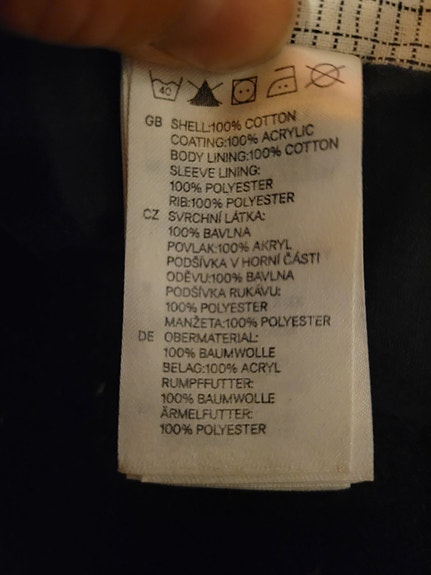 40
GB SHELL:100% COTTON
COATING:100% ACRYLIC
BODY LINING:100% COTTON
SLEEVE LINING:
100% POLYESTER
RIB:100% POLYESTER
CZ SVRCHNÍ LÁTKA:
100% BAVLNA
POVLAK:100% AKRYL
PODŠÍVKA V HORNÍ ČÁSTI
ODĚVU:100% BAVLNA
PODŠÍVKA RUKÁVU:
100% POLYESTER
MANŽETA:100% POLYESTER
DE OBERMATERIAL:
100% BAUMWOLLE
BELAG:100% ACRYL
RUMPFFUTTER:
100% BAUMWOLLE
ÄRMELFUTTER:
100% POLYESTER